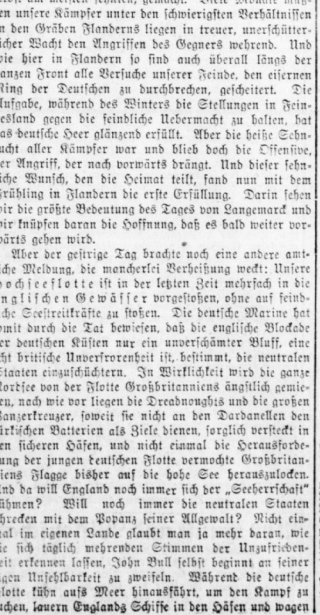 unsere Kämpfer unter den schwierigsten Verhältnissen
in den Gräben Flanderns liegen in treuer, unerschütter-
licher Wacht den Angriffen des Gegners wehrend. Und
wie hier in Flandern so sind auch überall längs der
ganzen Front alle Versuche unserer Feinde, den eisernen
Ring der Deutschen zu durchbrechen, gescheitert. Die
Aufgabe, während des Winters die Stellungen in Fein-
desland gegen die feindliche Uebermacht zu halten, hat
das deutsche Heer glänzend erfüllt. Aber die heiße Sehn-
sucht aller Kämpfer war und blieb doch die Offensive,
der Angriff, der nach vorwärts drängt. Und dieser sehn-
liche Wunsch, den die Heimat teilt, fand nun mit dem
Frühling in Flandern die erste Erfüllung. Darin sehen
wir die größte Bedeutung des Tages von Langemarck und
wir knüpfen daran die Hoffnung, daß es bald weiter vor-
wärts gehen wird.
Aber der gestrige Tag brachte noch eine andere amt-
liche Meldung, die mancherlei Verheißung weckt: Unsere
Hochseeflotte ist in der letzten Zeit mehrfach in die
englischen Gewässer vorgestoßen, ohne auf feind-
liche Seestreitkräfte zu stoßen. Die deutsche Marine hat
somit durch die Tat bewiesen, daß die englische Blockade
der deutschen Küsten nur ein unverschämter Bluff, eine
echt britische Unverfrorenheit ist, bestimmt, die neutralen
Staaten einzuschüchtern. In Wirklichkeit wird die ganze
Nordsee von der Flotte Großbritanniens ängstlich gemie-
den, nach wie vor liegen die Dreadnoughts und die großen
Panzerkreuzer, soweit sie nicht an den Dardanellen den
türkischen Batterien als Ziele dienen, sorglich versteckt in
den sicheren Häfen, und nicht einmal die Herausforde-
rung der jungen deutschen Flotte vermochte Großbritan-
niens Flagge bisher auf die hohe See herauszulocken.
Und da will England noch immer sich der „Seeherrschaft"
rühmen? Will noch immer die neutralen Staaten
schrecken mit dem Popanz seiner Allgewalt? Nicht ein-
mal im eigenen Lande glaubt man ja mehr daran, wie
die sich täglich mehrenden Stimmen der Unzufrieden-
heit erkennen lassen, John Bull selbst beginnt an seiner
eigen Unfehlbarkeit zu zweifeln. Während die deutsche
Flotte kühn aufs Meer hinausfährt, um den Kampf zu
suchen, lauern Englands Schiffe in den Häfen und wagen